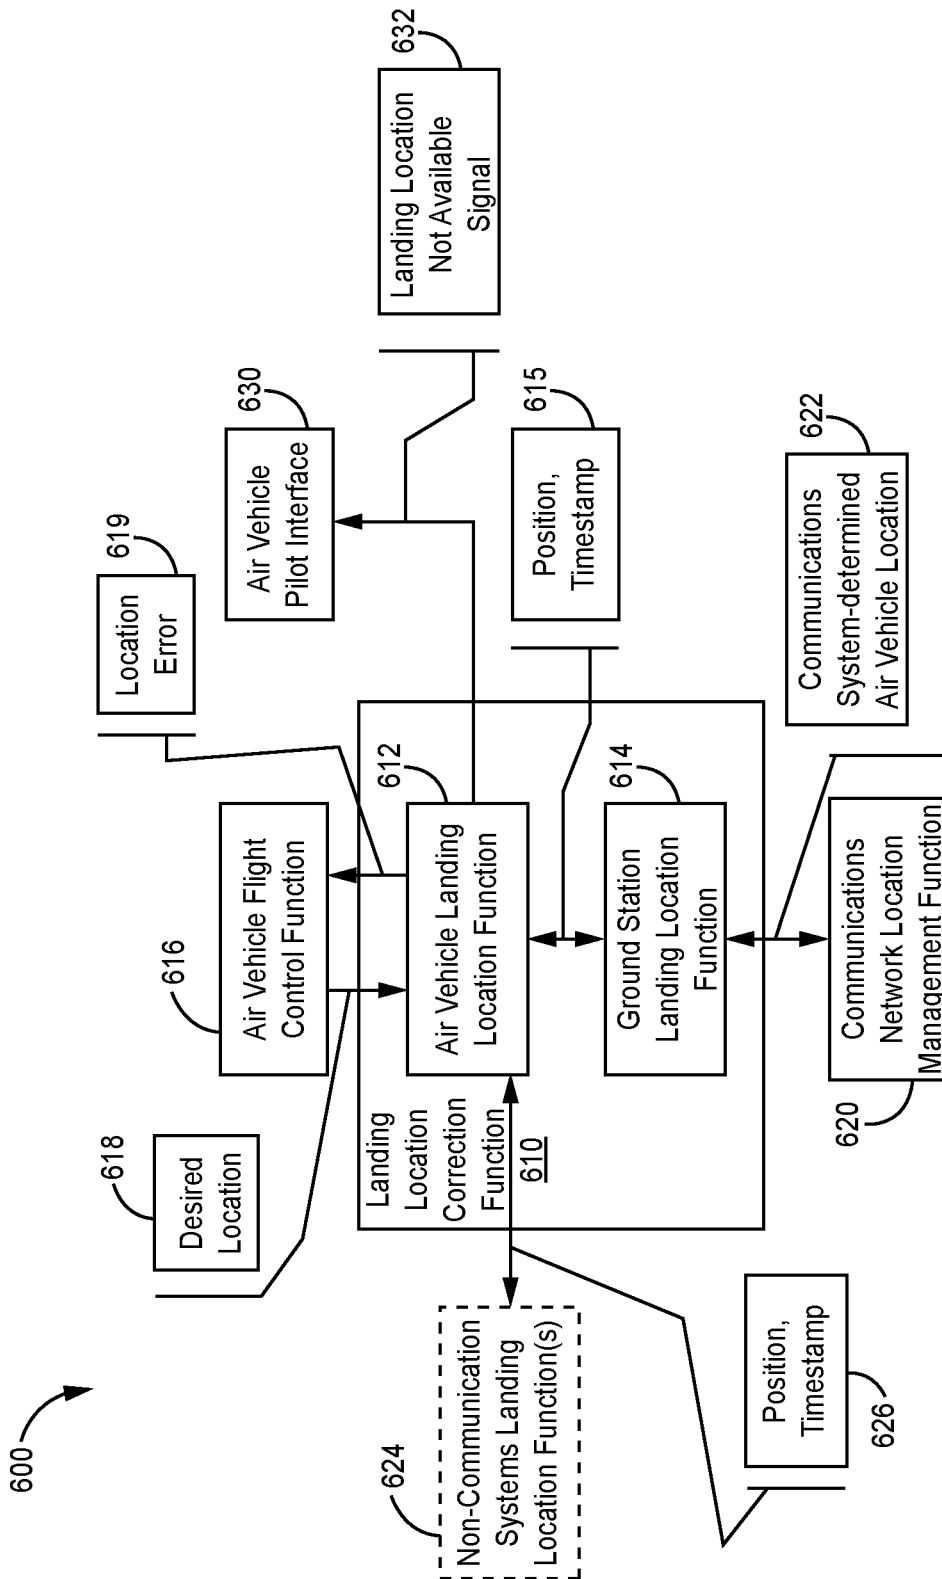 600
624
Non-Communication
Systems Landing
Location Function(s)
Position,
Timestamp
626
618
Desired
Location
Landing
Location
Correction
Function
610
616
Air Vehicle Flight
Control Function
612
Air Vehicle Landing
Location Function
614
Ground Station
Landing Location
Function
620
Communications
Network Location
Management Function
619
Location
Error
630
Air Vehicle
Pilot Interface
615
Position,
Timestamp
622
Communications
System-determined
Air Vehicle Location
632
Landing Location
Not Available
Signal